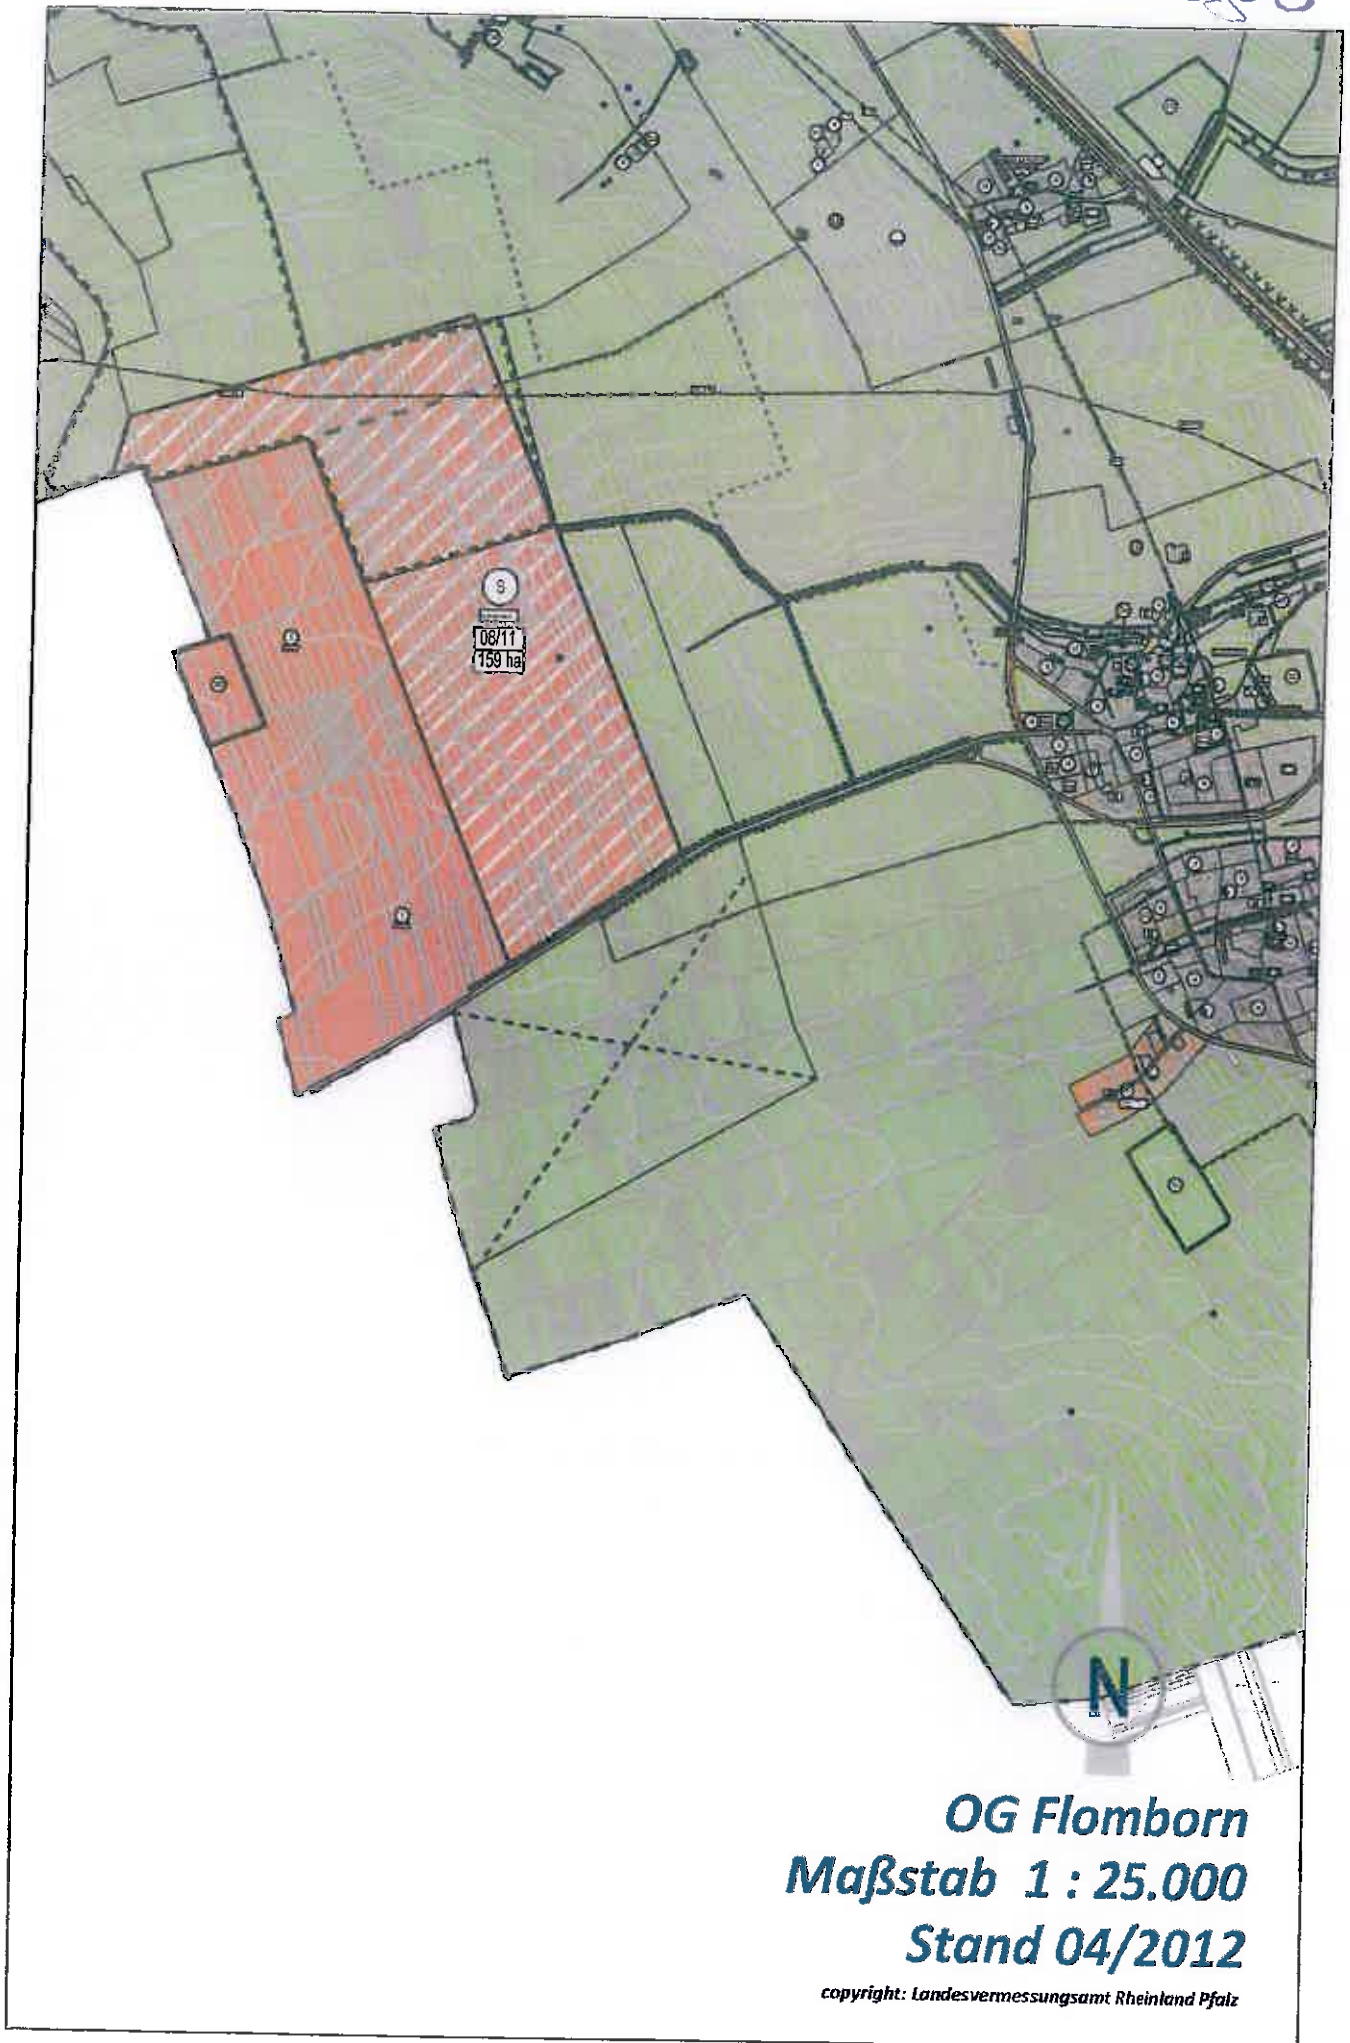 S
08/11
159 ha
N
OG Flomborn
Maßstab 1 : 25.000
Stand 04/2012
copyright: Landesvermessungsamt Rheinland Pfalz